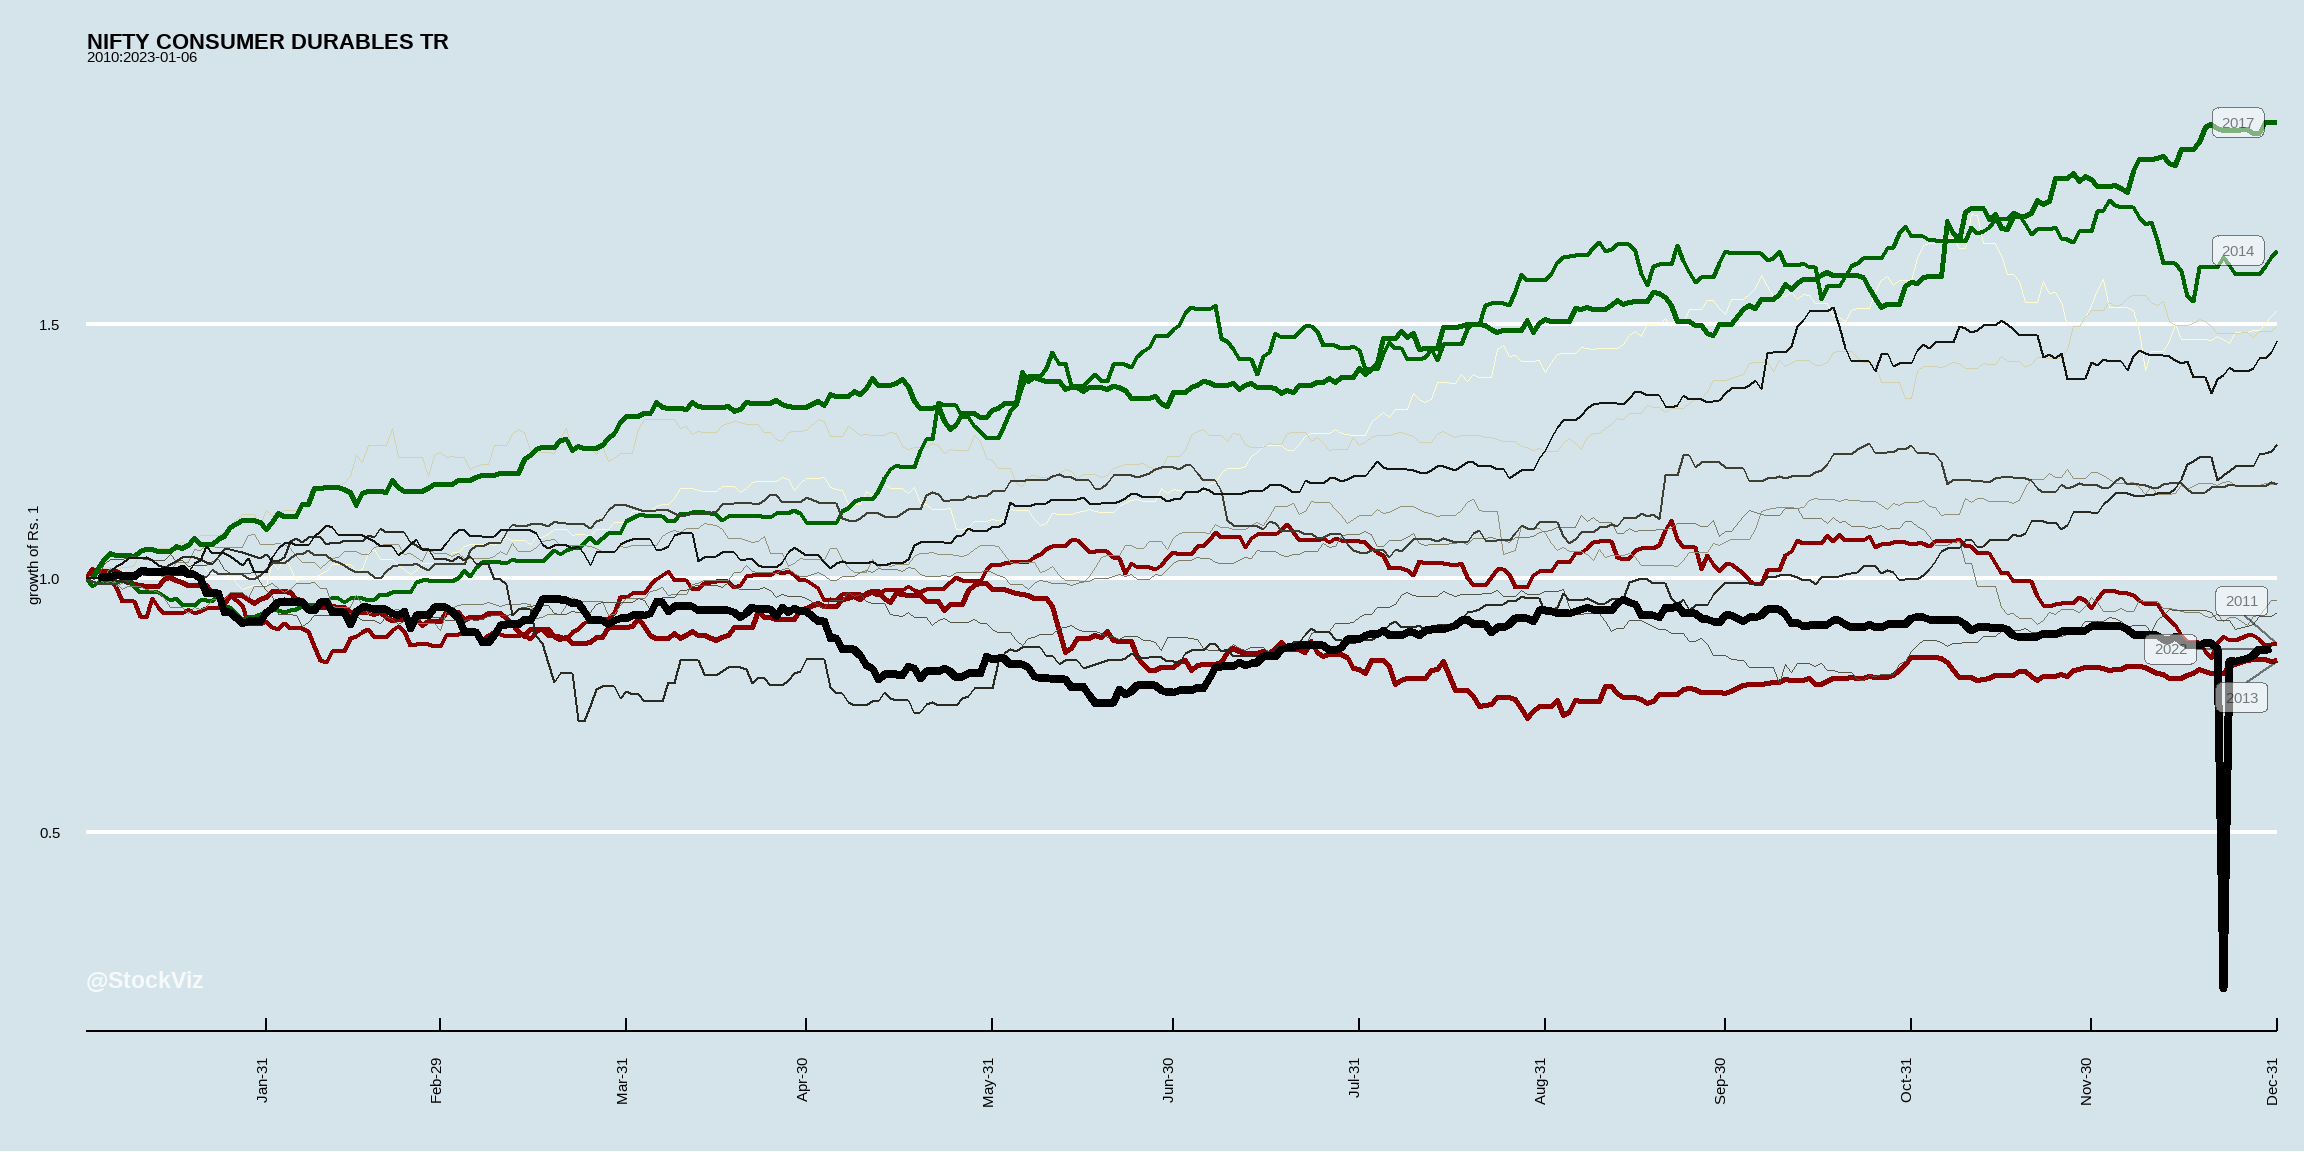 NIFTY CONSUMER DURABLES TR
2010:2023-01-06
2017
2014
1.5
growth of Rs. 1
1.0
2011
2022
2013
0.5
@StockViz
Jan-31
Feb-29
Mar-31
Apr-30
May-31
Jun-30
Jul-31
Aug-31
Sep-30
Oct-31
Nov-30
Dec-31